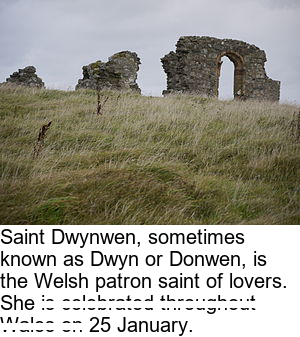 Saint Dwynwen, sometimes
known as Dwyn or Donwen, is
the Welsh patron saint of lovers.
She is celebrated throughout
Wales on 25 January.